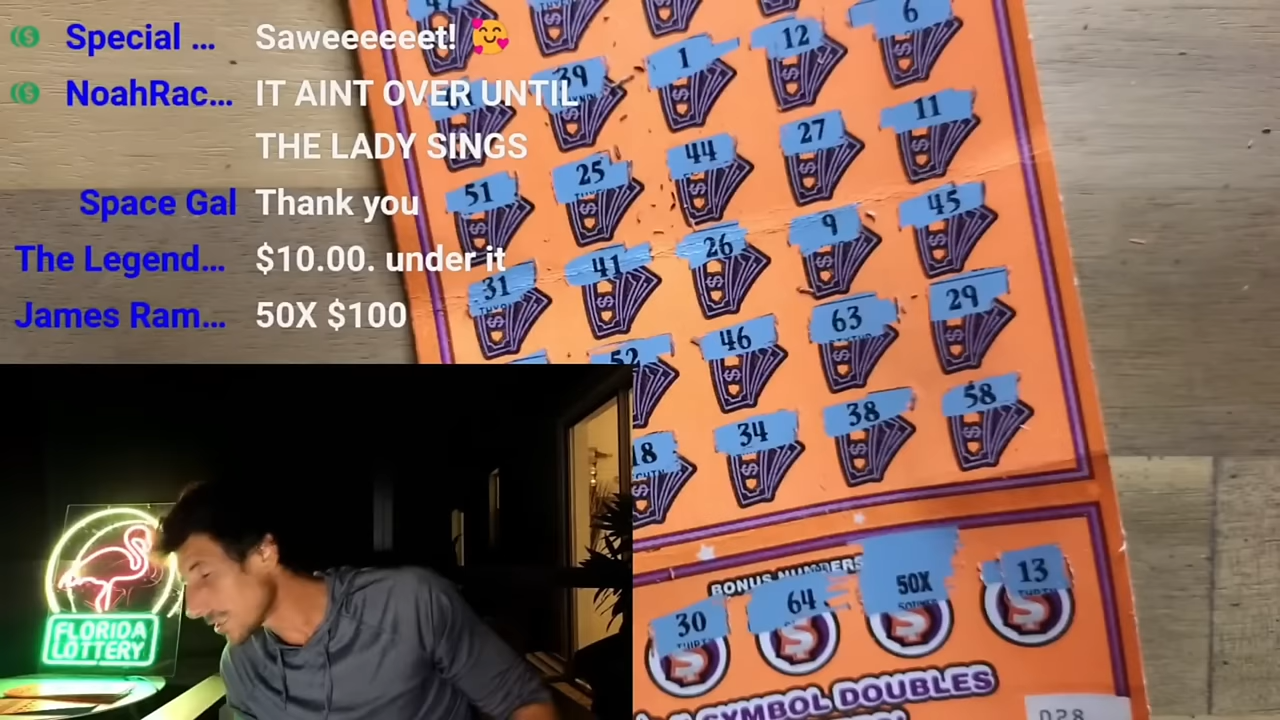 Special ... Saweeeeeet! 🥰
NoahRac... IT AINT OVER UNTIL
THE LADY SINGS
Space Gal Thank you
The Legend... $10.00. under it
James Ram... 50X $100
6
12
1
39
11
27
44
25
51
45
9
26
41
31
29
63
46
52
58
38
34
18
BONUS NUMBERS
30 64 50X 13
SYMBOL DOUBLES
028
FLORIDA
LOTTERY